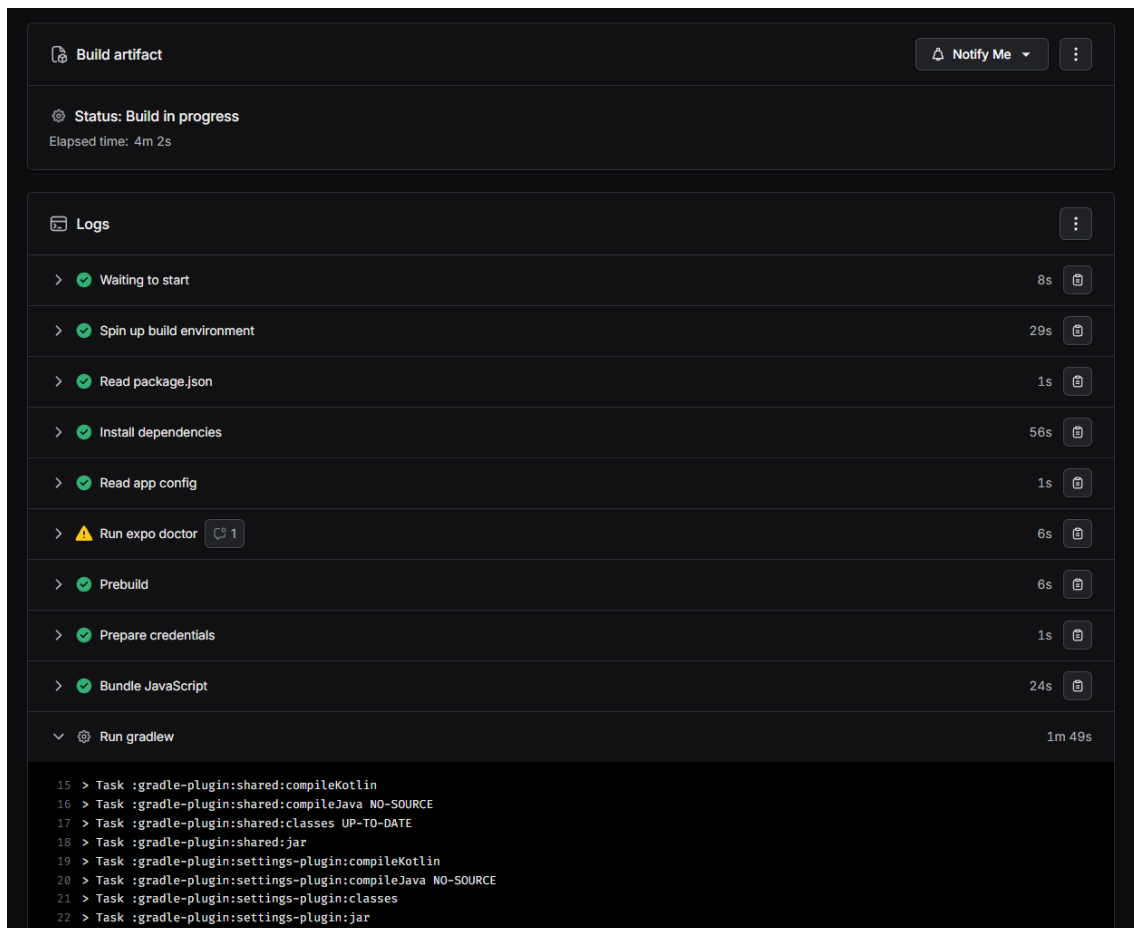 Build artifact
Notify Me
Status: Build in progress
Elapsed time: 4m 2s
Logs
Waiting to start 8s
Spin up build environment 29s
Read package.json 1s
Install dependencies 56s
Read app config 1s
Run expo doctor 1 6s
Prebuild 6s
Prepare credentials 1s
Bundle JavaScript 24s
Run gradlew 1m 49s
15 > Task :gradle-plugin:shared:compileKotlin
16 > Task :gradle-plugin:shared:compileJava NO-SOURCE
17 > Task :gradle-plugin:shared:classes UP-TO-DATE
18 > Task :gradle-plugin:shared:jar
19 > Task :gradle-plugin:settings-plugin:compileKotlin
20 > Task :gradle-plugin:settings-plugin:compileJava NO-SOURCE
21 > Task :gradle-plugin:settings-plugin:classes
22 > Task :gradle-plugin:settings-plugin:jar